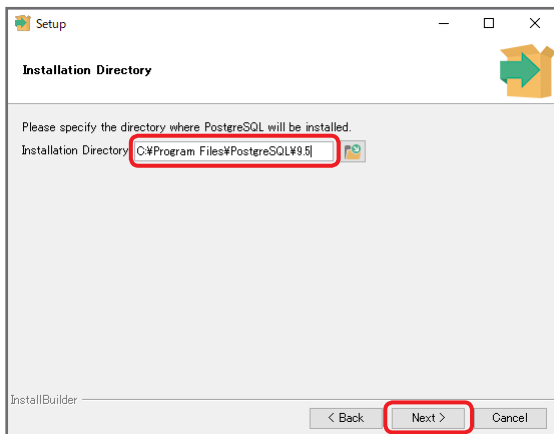 Setup
Installation Directory
Please specify the directory where PostgreSQL will be installed.
Installation Directory C:¥Program Files¥PostgreSQL¥9.5
InstallBuilder
< Back Next > Cancel